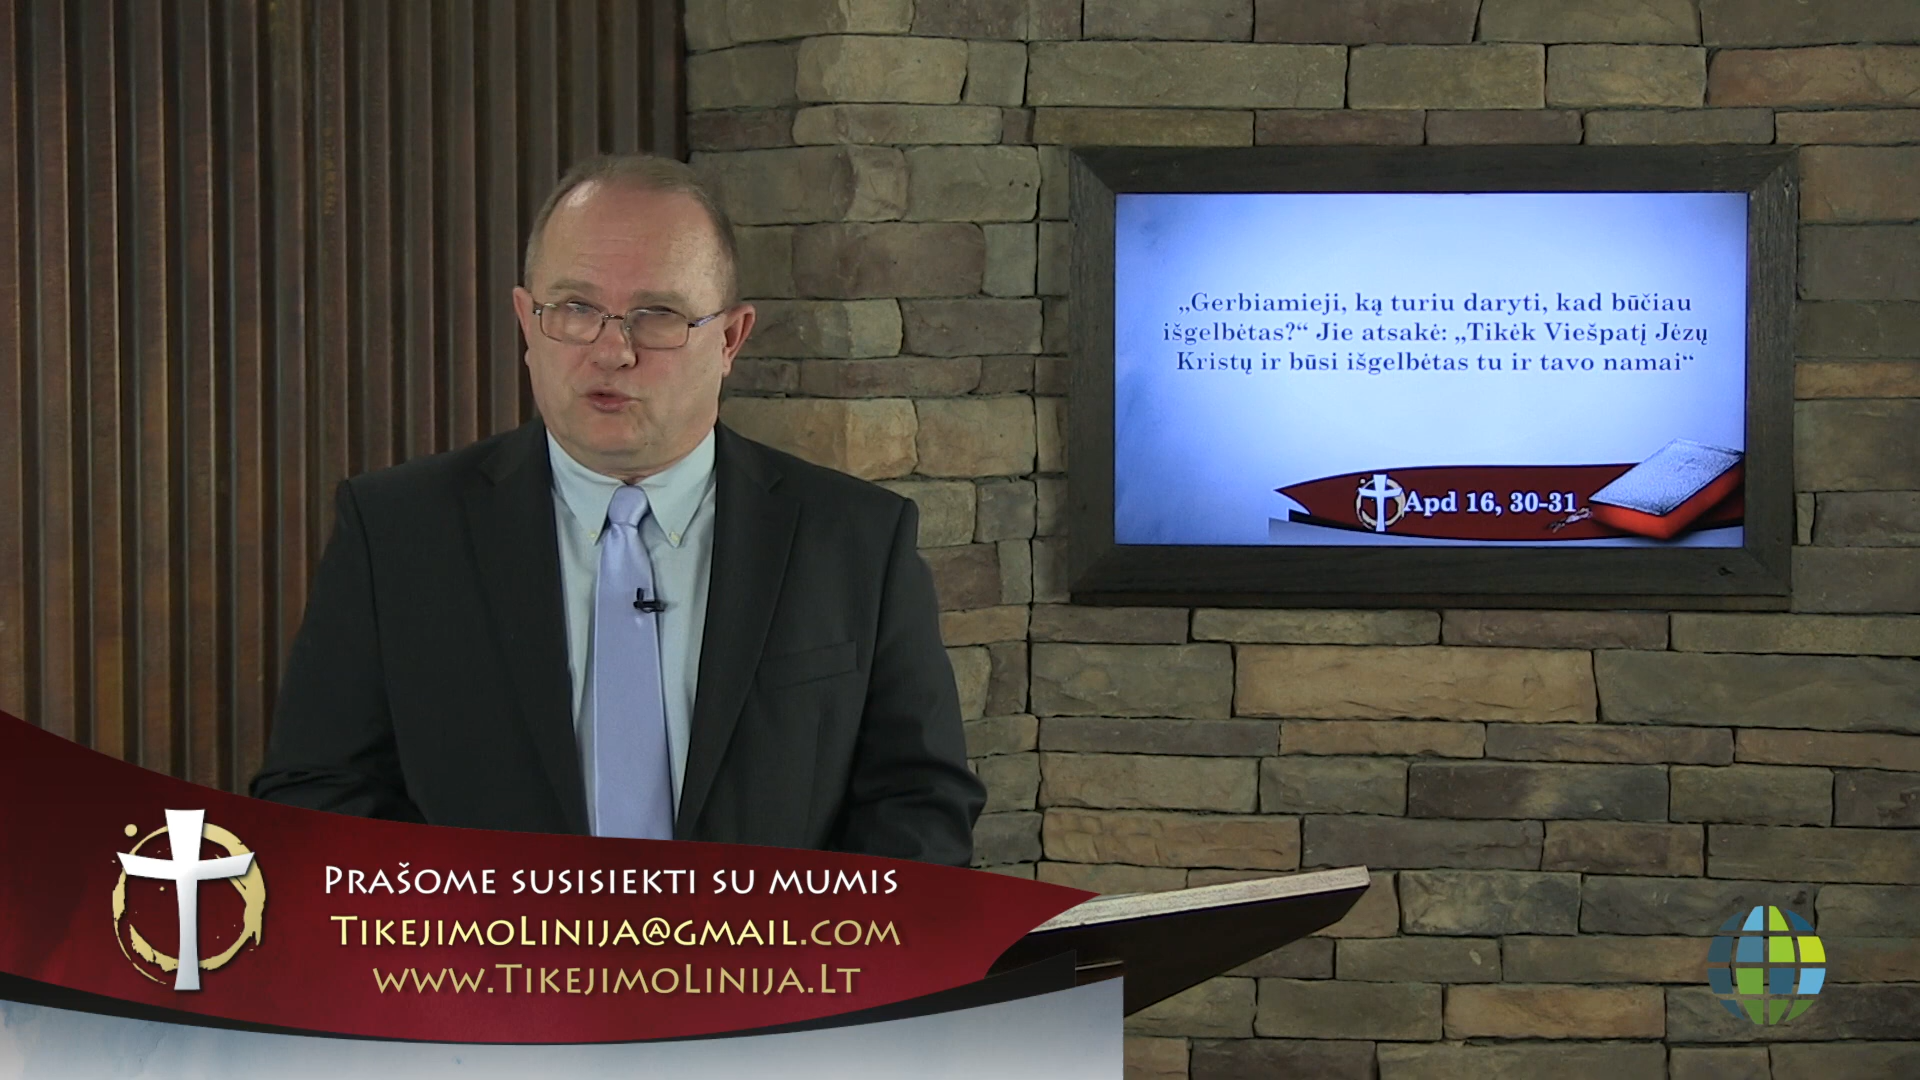 „Gerbiamieji, ką turiu daryti, kad būčiau
išgelbėtas?“ Jie atsakė: „Tikėk Viešpatį Jėzų
Kristų ir būsi išgelbėtas tu ir tavo namai“
Apd 16, 30-31
Prašome susisiekti su mumis
TikejimoLinija@gmail.com
www.TikejimoLinija.Lt